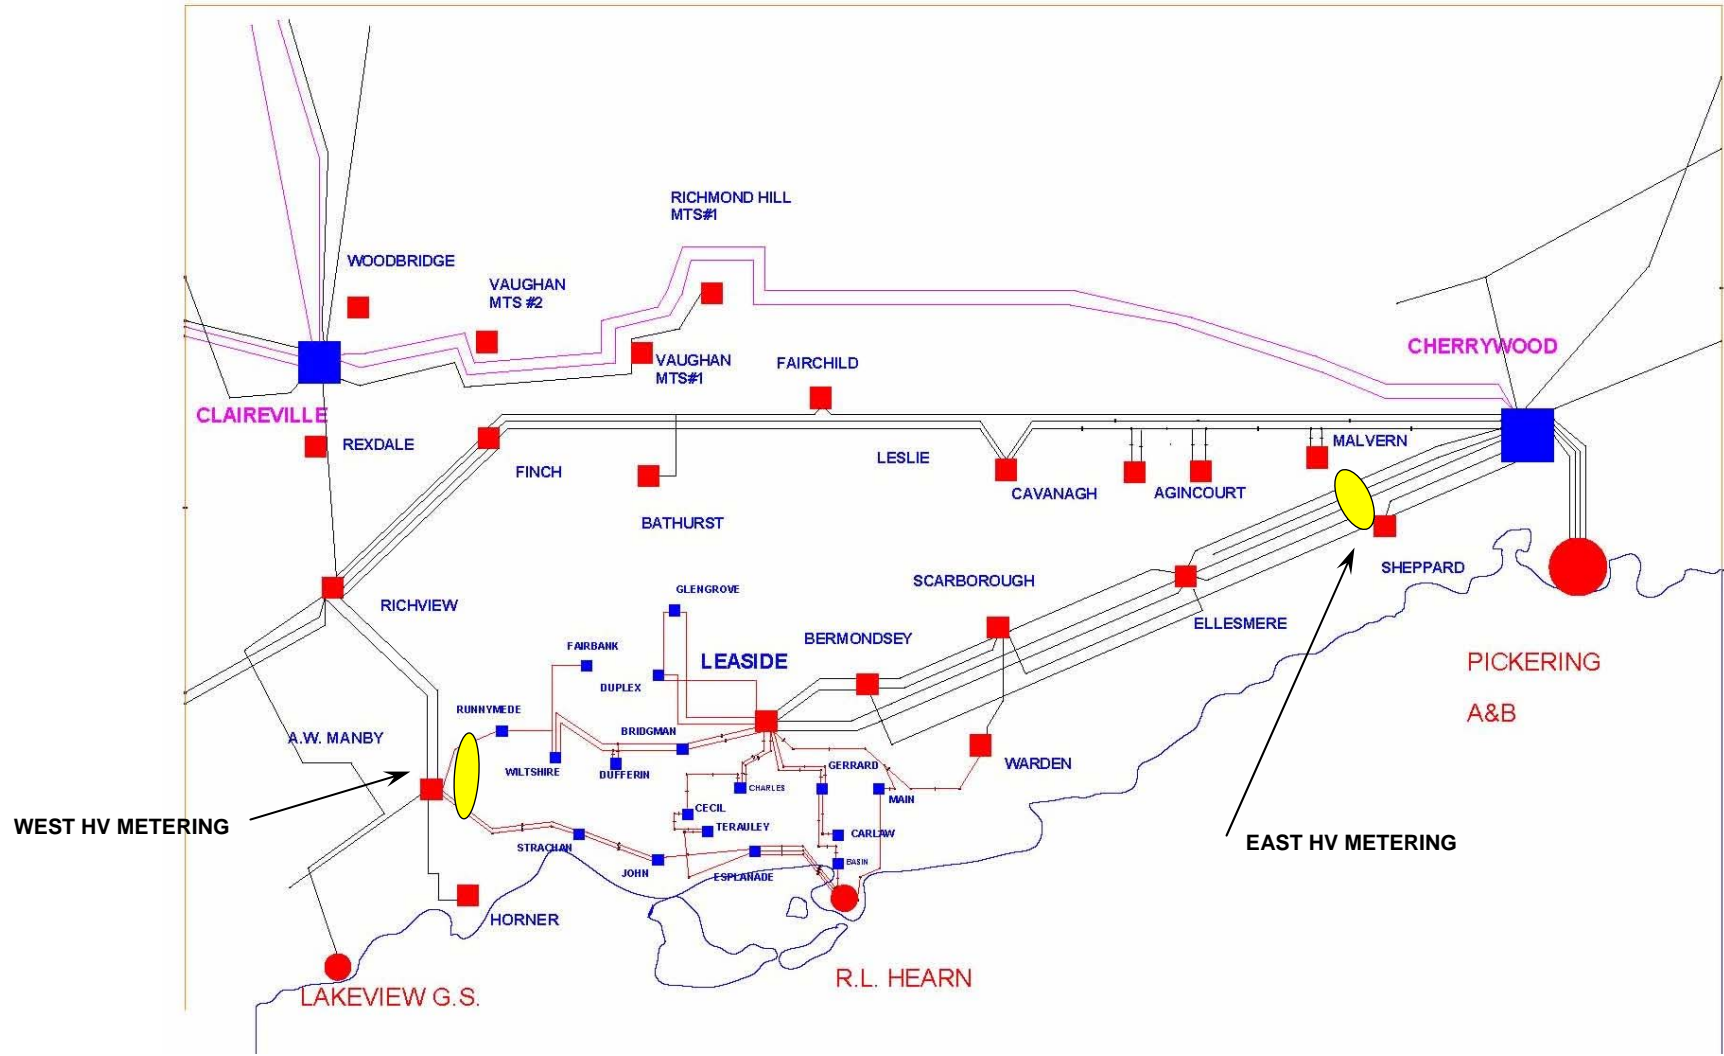 RICHMOND HILL
MTS#1
WOODBRIDGE
VAUGHAN
MTS #2
CHERRYWOOD
VAUGHAN
MTS#1
FAIRCHILD
CLAIREVILLE
REXDALE
FINCH
LESLIE
MALVERN
CAVANAGH
AGINCOURT
BATHURST
SHEPPARD
SCARBOROUGH
RICHVIEW
GLENGROVE
ELLESMERE
BERMONDSEY
FAIRBANK
LEASIDE
PICKERING
A&B
DUPLEX
RUNNYMEDE
BRIDGMAN
A.W. MANBY
WILTSHIRE
DUFFERIN
GERRARD
WARDEN
CHARLES
MAIN
CECIL
TERAULEY
CARLAW
WEST HV METERING
EAST HV METERING
STRACHAN
BASIN
JOHN
ESPLANADE
HORNER
R.L. HEARN
LAKEVIEW G.S.